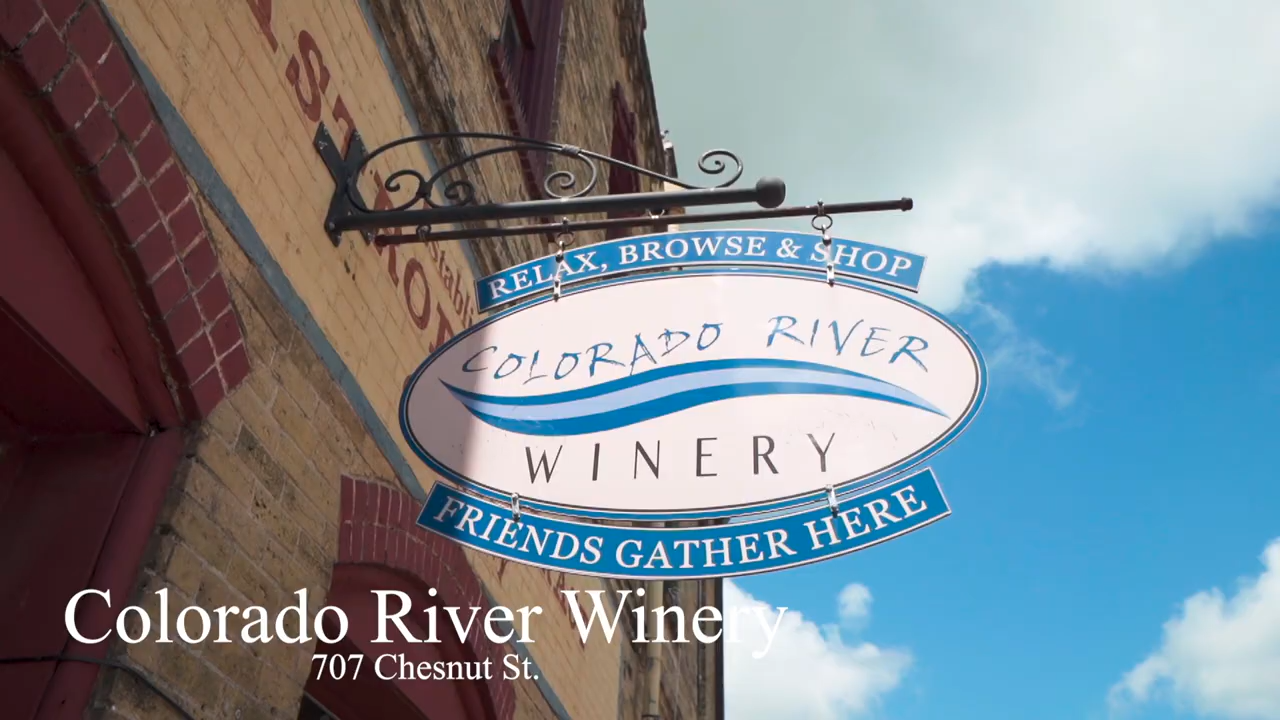 RELAX, BROWSE & SHOP
COLORADO RIVER
WINERY
FRIENDS GATHER HERE
Colorado River Winery
707 Chesnut St.